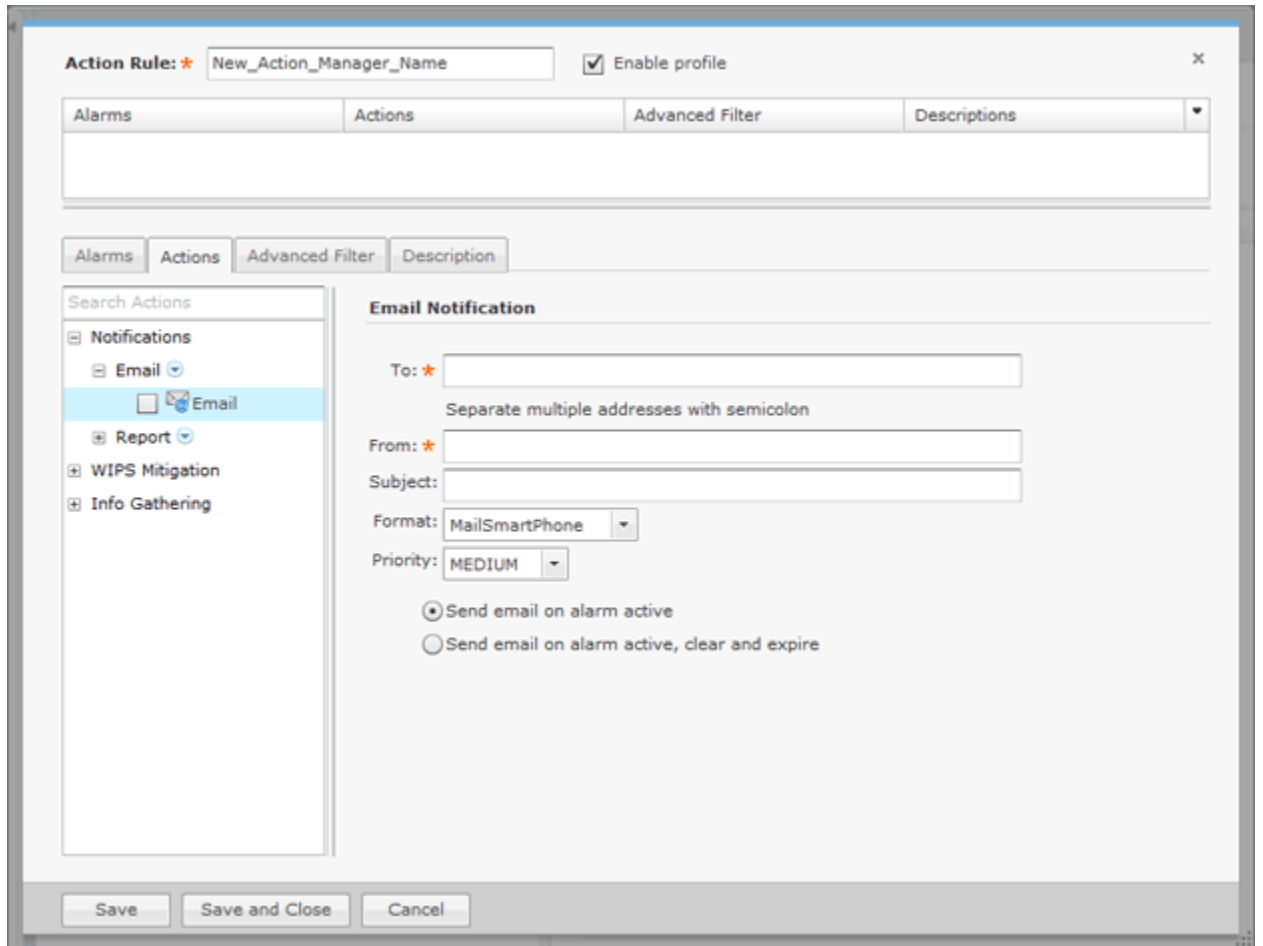 Action Rule: * New_Action_Manager_Name Enable profile
Alarms Actions Advanced Filter Descriptions
Alarms Actions Advanced Filter Description
Search Actions
Notifications
Email
Email
Report
WIPS Mitigation
Info Gathering
Email Notification
To: *
Separate multiple addresses with semicolon
From: *
Subject:
Format: MailSmartPhone
Priority: MEDIUM
Send email on alarm active
Send email on alarm active, clear and expire
Save Save and Close Cancel